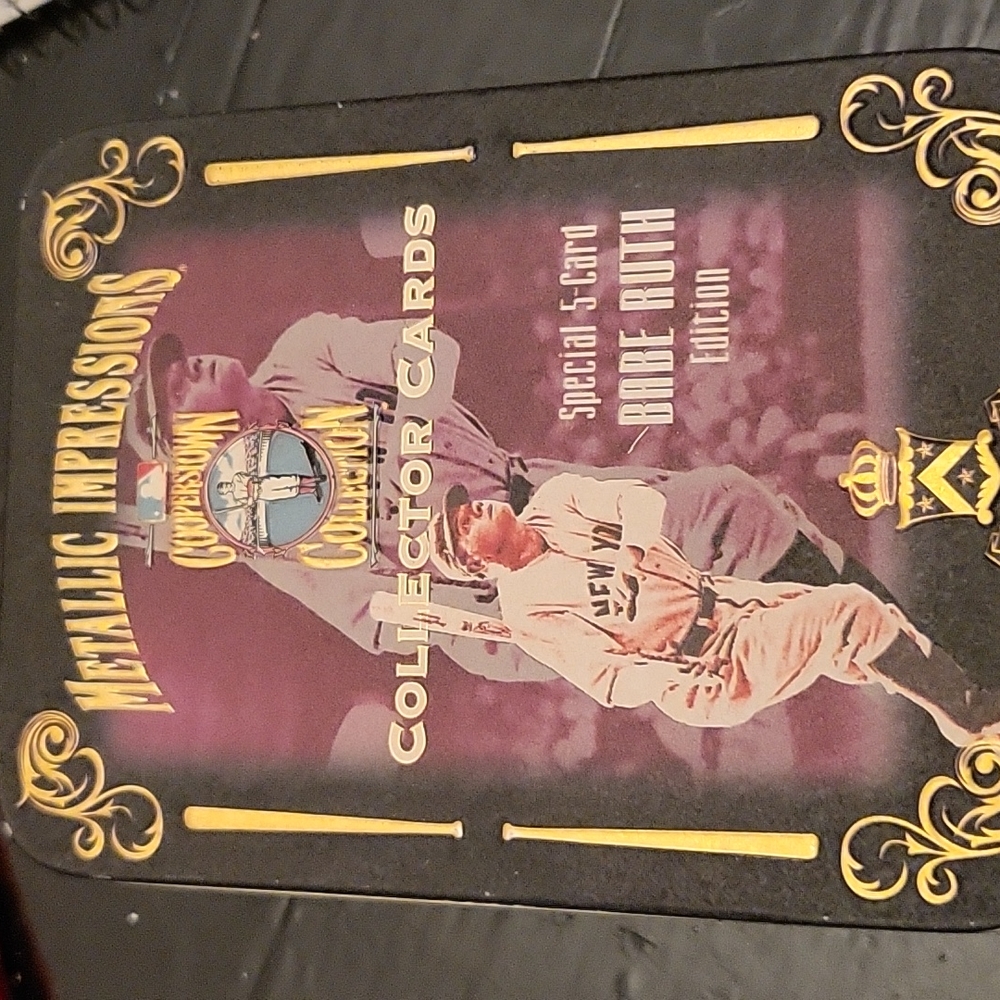 METALLIC IMPRESSIONS
COOPERSTOWN
COLLECTION
COLLECTOR CARDS
Special 5-Card
BABE RUTH
Edition
NEW YO